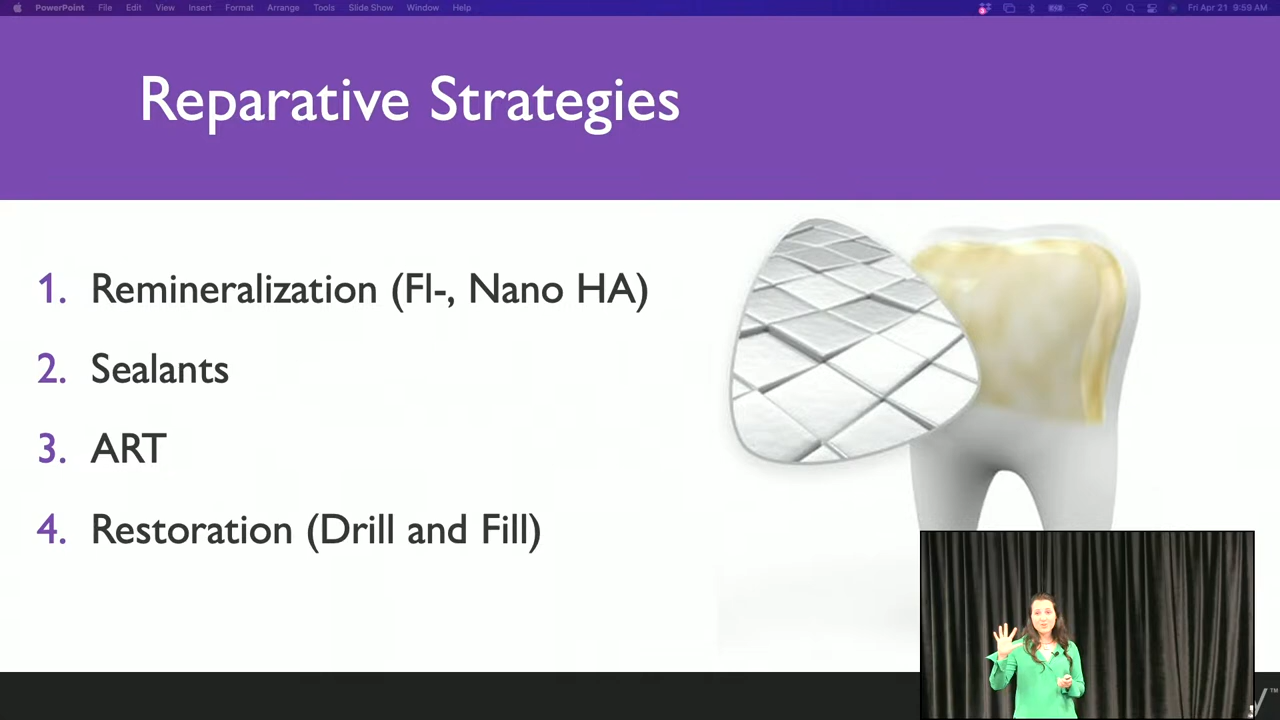 PowerPoint File Edit View Insert Format Arrange Tools Slide Show Window Help Fri Apr 21 9:59 AM
Reparative Strategies
1. Remineralization (Fl-, Nano HA)
2. Sealants
3. ART
4. Restoration (Drill and Fill)
™